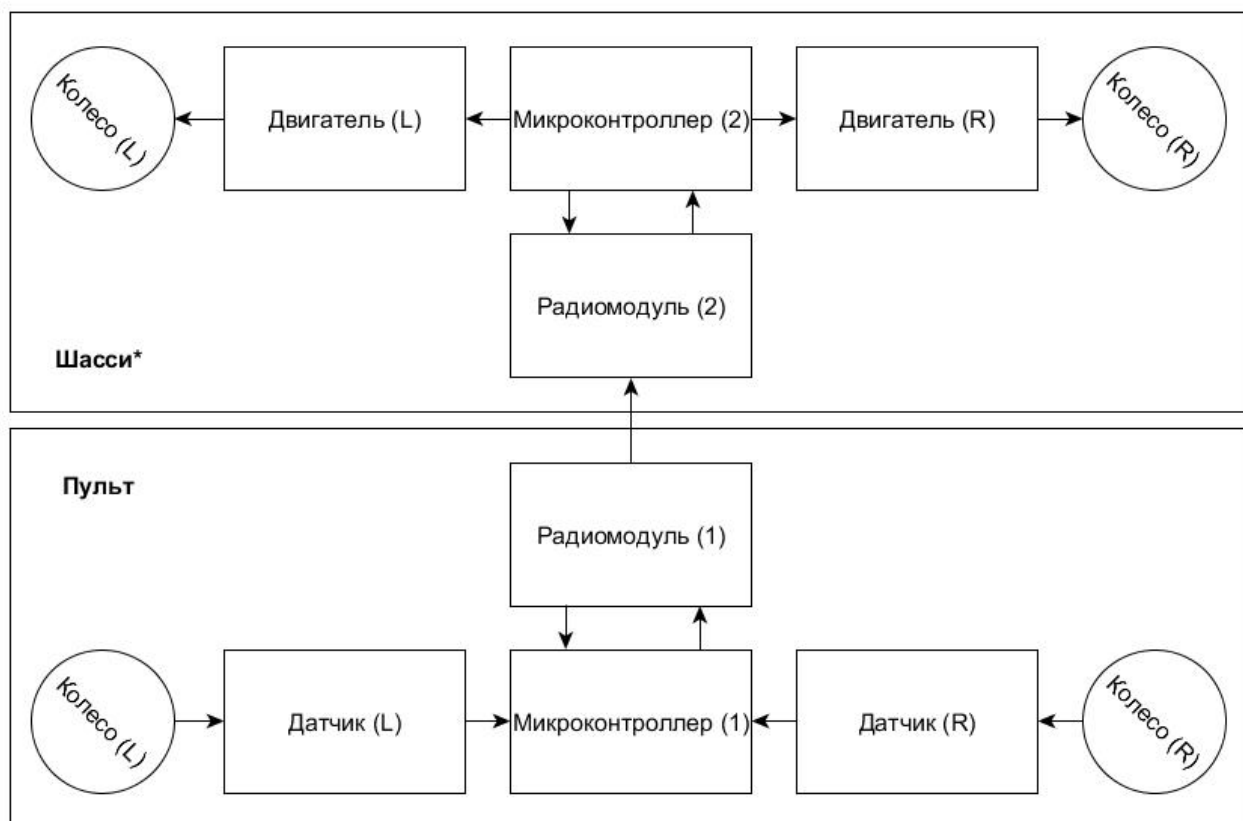 Колесо (L)
Двигатель (L)
Микроконтроллер (2)
Двигатель (R)
Колесо (R)
Радиомодуль (2)
Шасси*
Пульт
Радиомодуль (1)
Колесо (L)
Датчик (L)
Микроконтроллер (1)
Датчик (R)
Колесо (R)